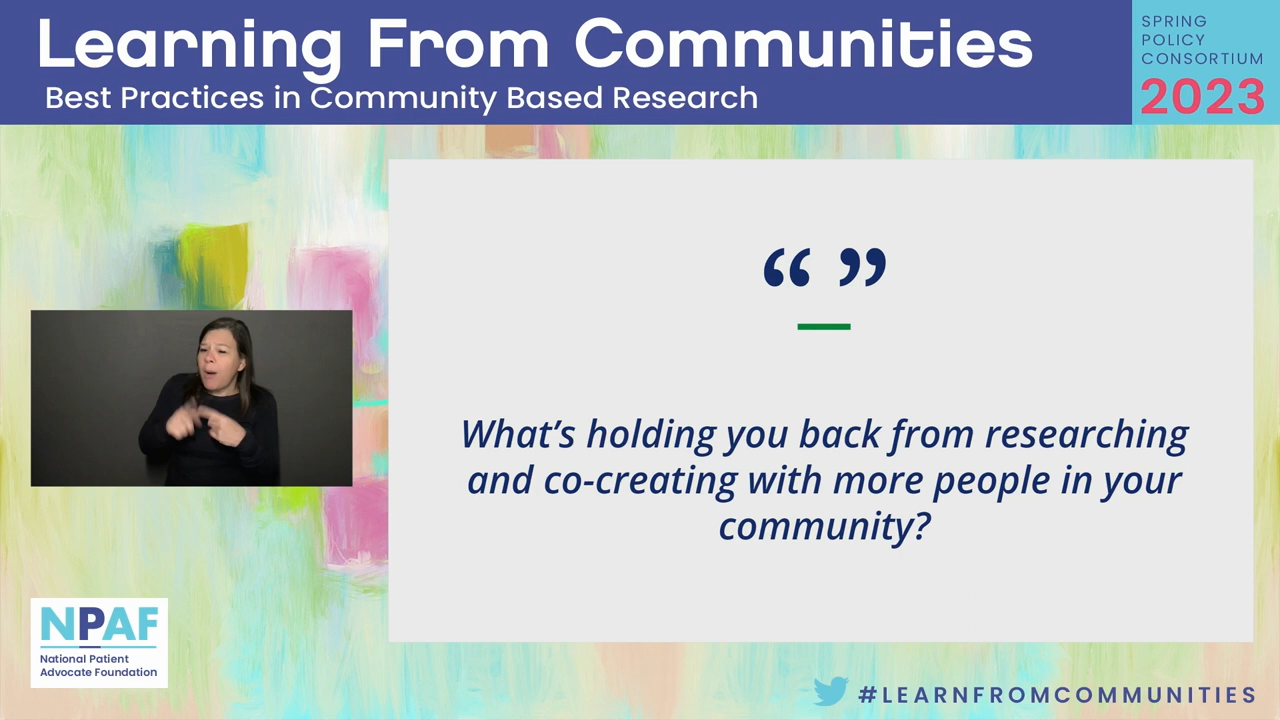 Learning From Communities
Best Practices in Community Based Research
SPRING
POLICY
CONSORTIUM
2023
“ ”
What’s holding you back from researching
and co-creating with more people in your
community?
NPAF
National Patient
Advocate Foundation
#LEARNFROMCOMMUNITIES